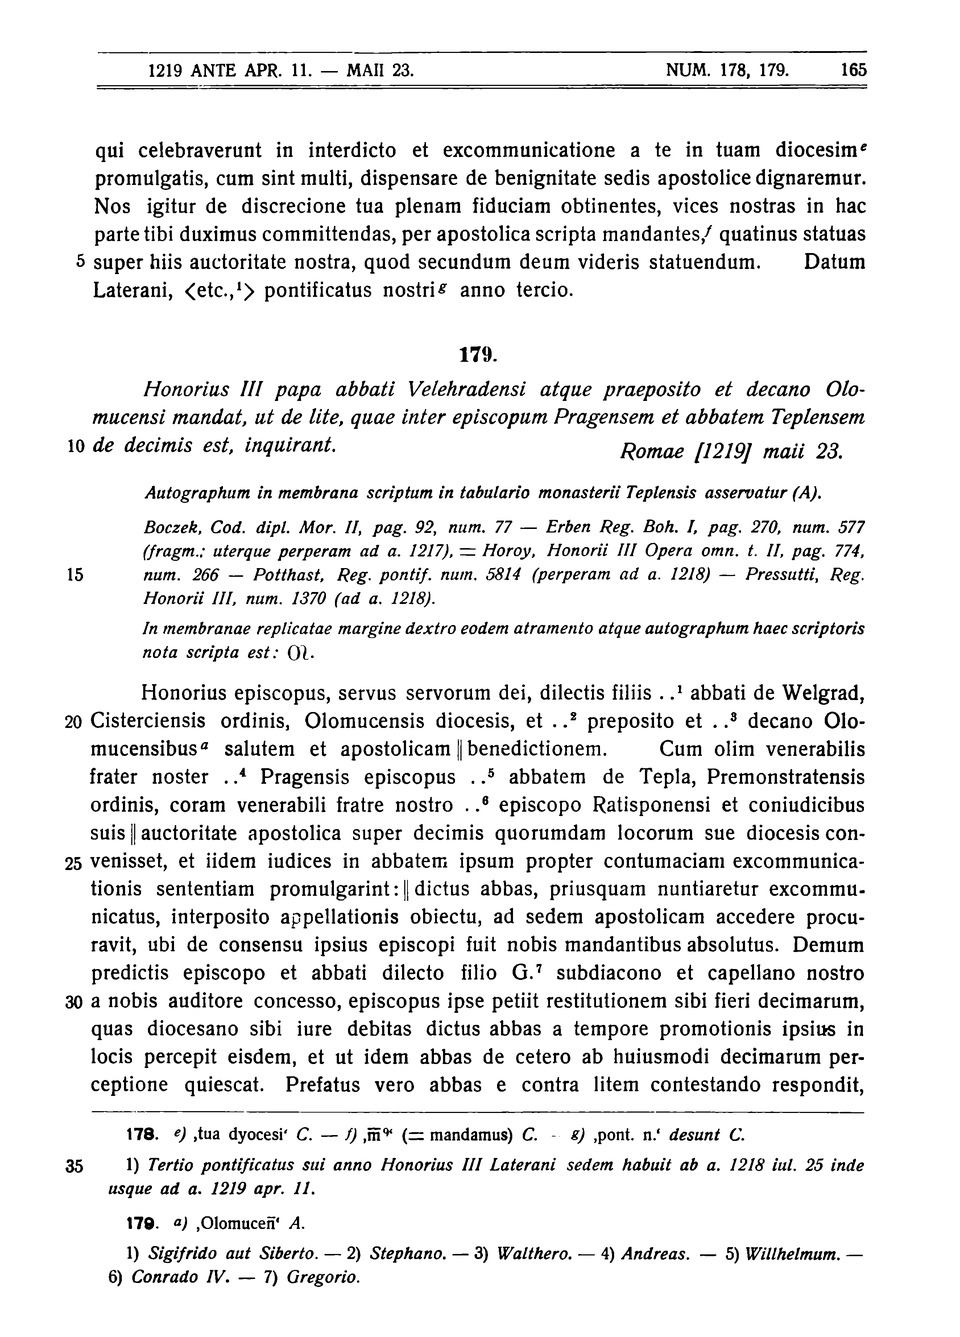 1219 ANTE APR. 11. — MAII 23. NUM. 178, 179. 165
qui celebraverunt in interdicto et excommunicatione a te in tuam diocesim e
promulgatis, cum sint multi, dispensare de benignitate sedis apostolice dignaremur.
Nos igitur de discrecione tua plenam fiduciam obtinentes, vices nostras in hac
parte tibi duximus committendas, per apostolica scripta mandantes, f quatinus statuas
5 super hiis auctoritate nostra, quod secundum deum videris statuendum. Datum
Laterani, <etc.,¹> pontificatus nostri g anno tercio.
179.
Honorius III papa abbati Velehradensi atque praeposito et decano Olo-
mucensi mandat, ut de lite, quae inter episcopum Pragensem et abbatem Teplensem
10 de decimis est, inquirant. Romae [1219] maii 23.
Autographum in membrana scriptum in tabulario monasterii Teplensis asservatur (A).
Boczek, Cod. dipl. Mor. II, pag. 92, num. 77 — Erben Reg. Boh. I, pag. 270, num. 577
(fragm.: uterque perperam ad a. 1217), = Horoy, Honorii III Opera omn. t. II, pag. 774,
15 num. 266 — Potthast, Reg. pontif. num. 5814 (perperam ad a. 1218) — Pressutti, Reg.
Honorii III, num. 1370 (ad a. 1218).
In membranae replicatae margine dextro eodem atramento atque autographum haec scriptoris
nota scripta est:
Honorius episcopus, servus servorum dei, dilectis filiis . .¹ abbati de Welgrad,
20 Cisterciensis ordinis, Olomucensis diocesis, et . .² preposito et . .³ decano Olo-
mucensibus a salutem et apostolicam || benedictionem. Cum olim venerabilis
frater noster . .⁴ Pragensis episcopus . .⁵ abbatem de Tepla, Premonstratensis
ordinis, coram venerabili fratre nostro . .⁶ episcopo Ratisponensi et coniudicibus
suis || auctoritate apostolica super decimis quorumdam locorum sue diocesis con-
25 venisset, et iidem iudices in abbatem ipsum propter contumaciam excommunica-
tionis sententiam promulgarint: || dictus abbas, priusquam nuntiaretur excommu-
nicatus, interposito appellationis obiectu, ad sedem apostolicam accedere procu-
ravit, ubi de consensu ipsius episcopi fuit nobis mandantibus absolutus. Demum
predictis episcopo et abbati dilecto filio G.⁷ subdiacono et capellano nostro
30 a nobis auditore concesso, episcopus ipse petiit restitutionem sibi fieri decimarum,
quas diocesano sibi iure debitas dictus abbas a tempore promotionis ipsius in
locis percepit eisdem, et ut idem abbas de cetero ab huiusmodi decimarum per-
ceptione quiescat. Prefatus vero abbas e contra litem contestando respondit,
178. e) ‚tua dyocesi‘ C. — f) (= mandamus) C. - g) ‚pont. n.‘ desunt C.
35 1) Tertio pontificatus sui anno Honorius III Laterani sedem habuit ab a. 1218 iul. 25 inde
usque ad a. 1219 apr. 11.
179. a) ‚Olomuceñ‘ A.
1) Sigifrido aut Siberto. — 2) Stephano. — 3) Walthero. — 4) Andreas. — 5) Willhelmum. —
6) Conrado IV. — 7) Gregorio.